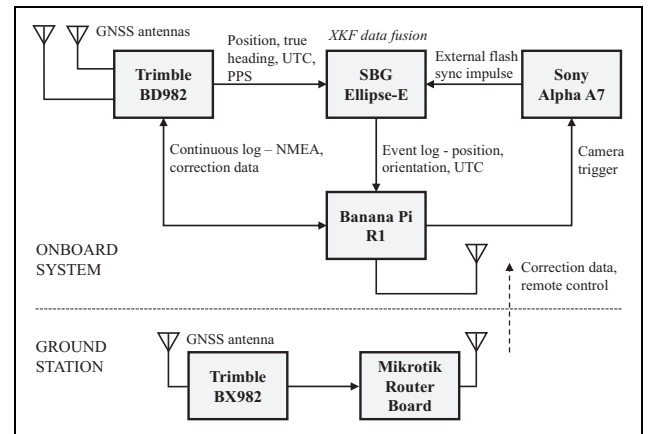 GNSS antennas
Position, true
heading, UTC,
PPS
XKF data fusion
External flash
sync impulse
Trimble
BD982
SBG
Ellipse-E
Sony
Alpha A7
Continuous log – NMEA,
correction data
Event log - position,
orientation, UTC
Camera
trigger
Banana Pi
R1
ONBOARD
SYSTEM
Correction data,
remote control
GROUND
STATION
GNSS antenna
Trimble
BX982
Mikrotik
Router
Board